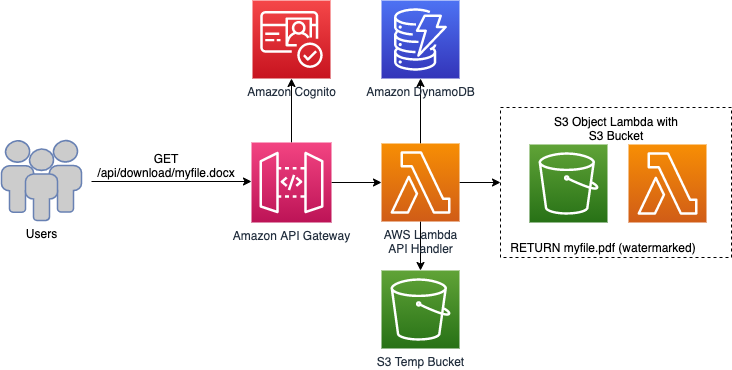 Amazon Cognito
Amazon DynamoDB
S3 Object Lambda with
S3 Bucket
GET
/api/download/myfile.docx
Users
Amazon API Gateway
AWS Lambda
API Handler
RETURN myfile.pdf (watermarked)
S3 Temp Bucket